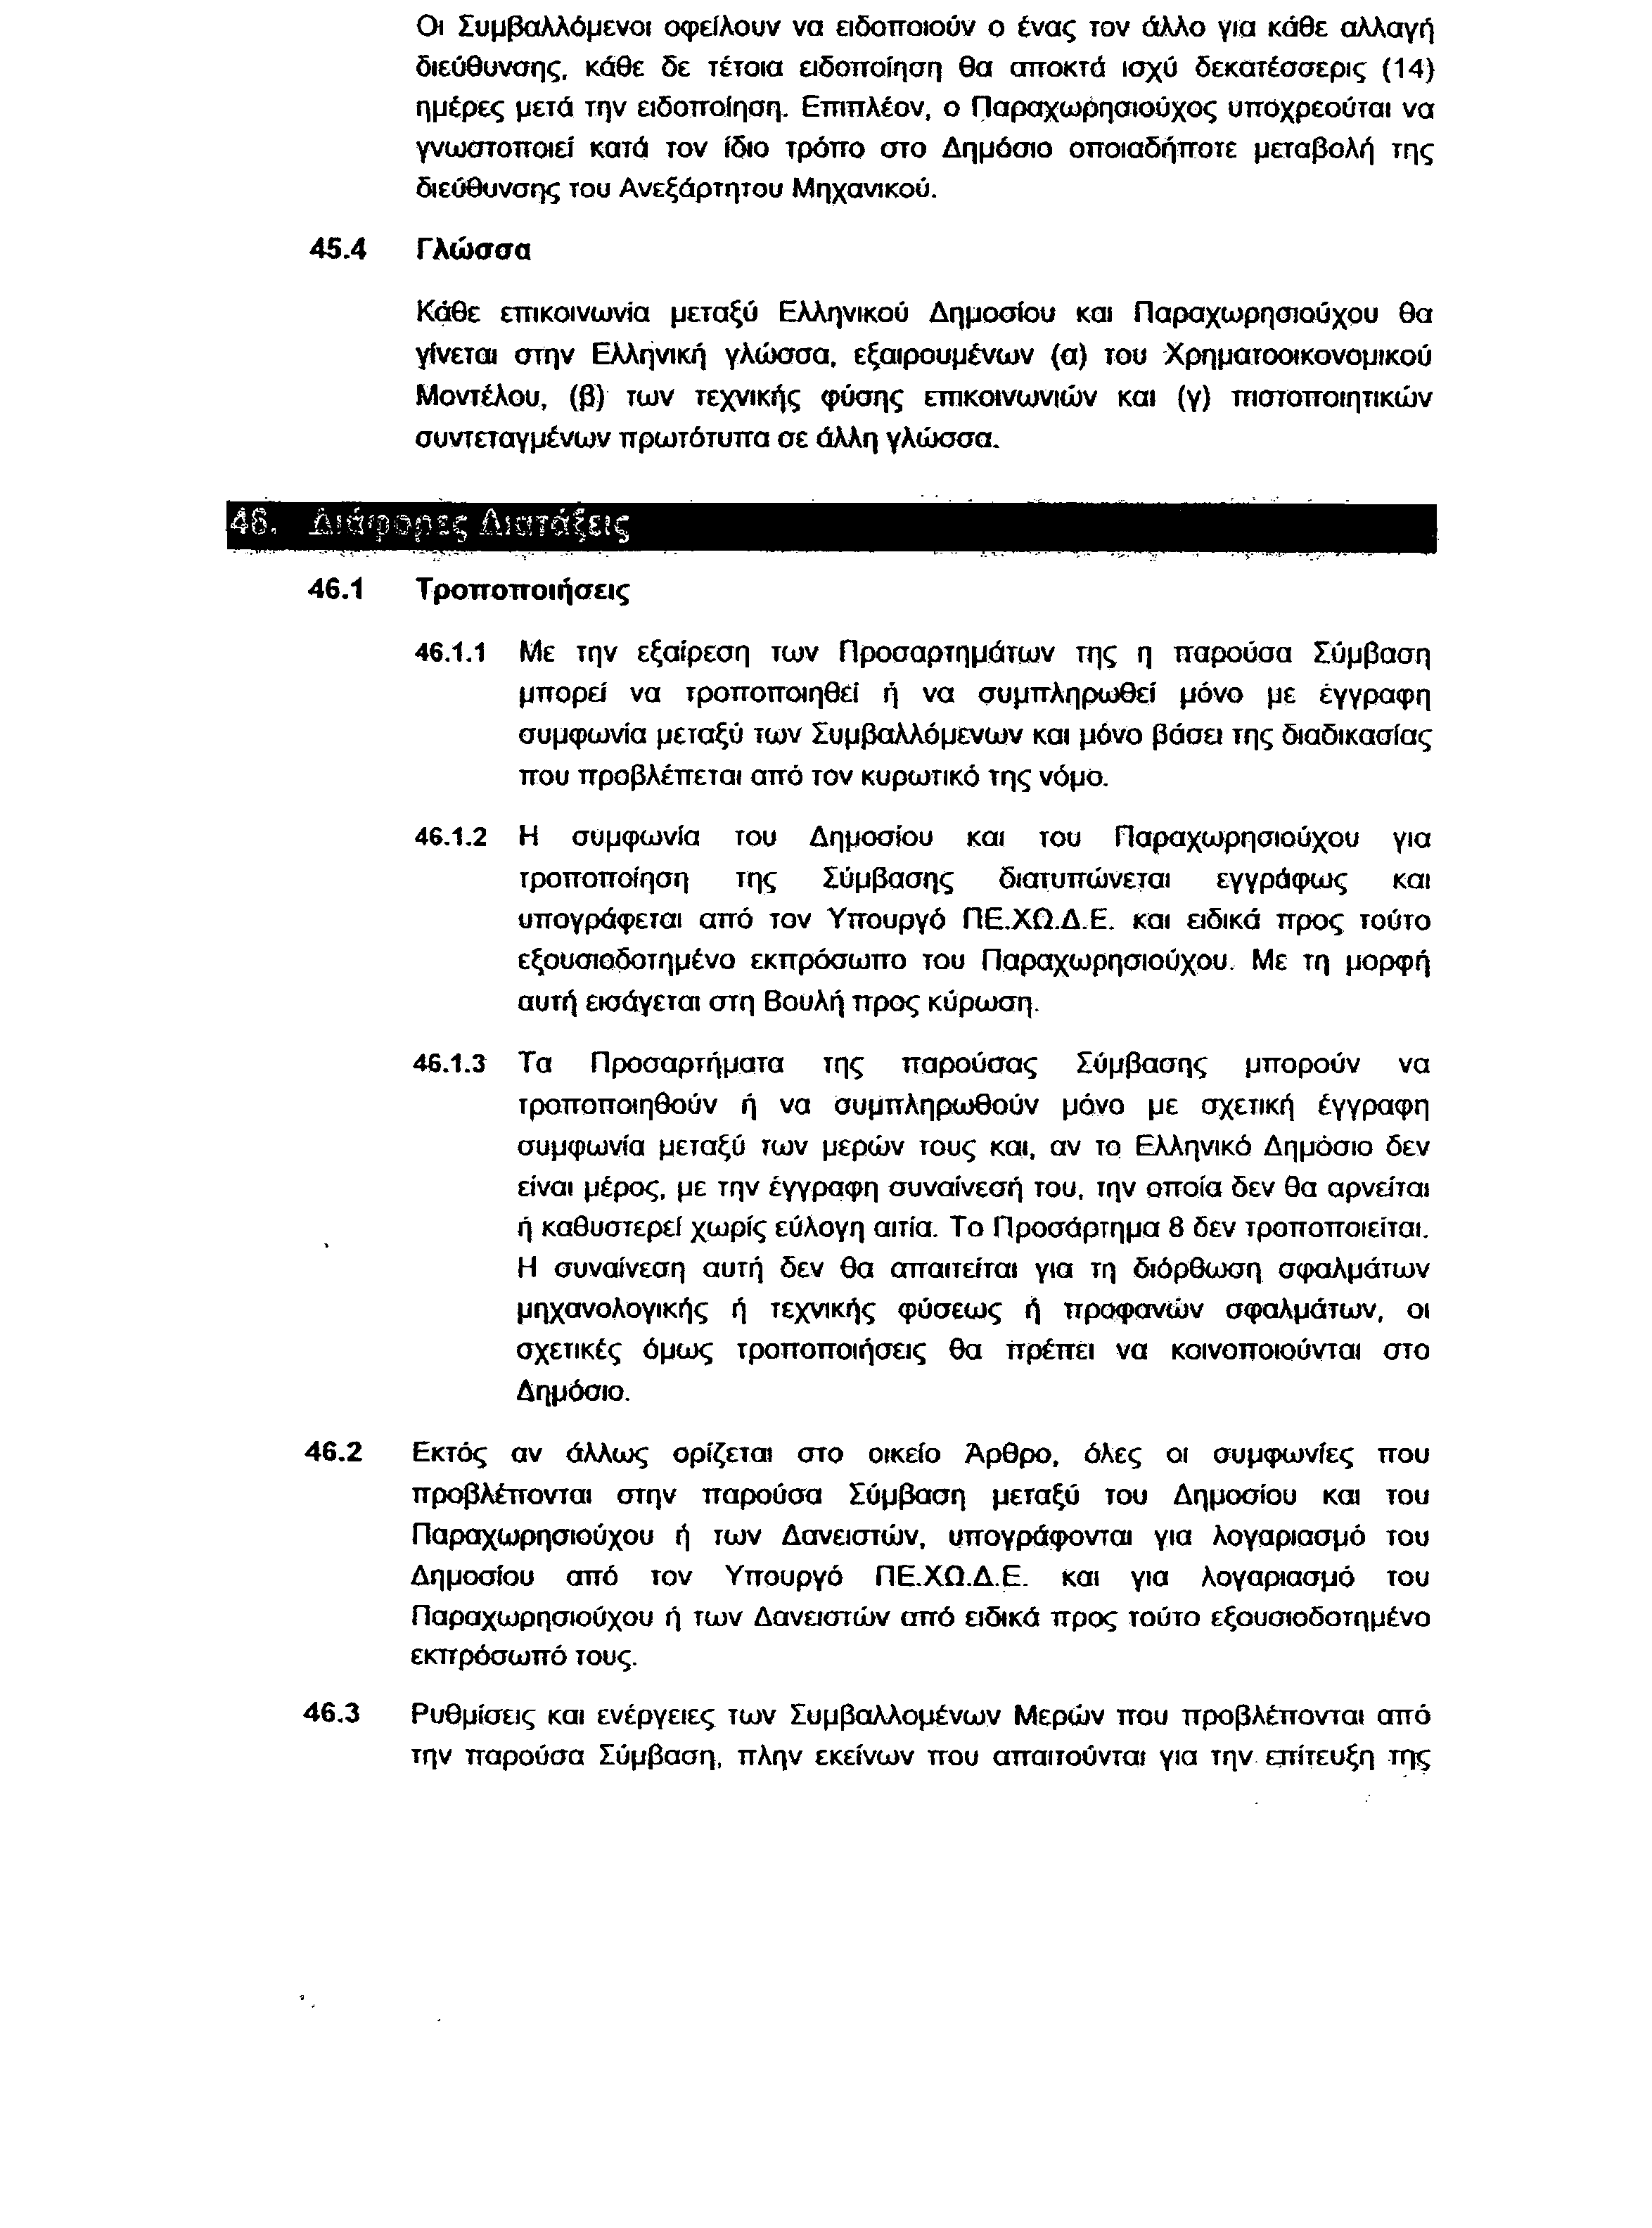 Οι Συμβαλλόμενοι οφείλουν να ειδοποιούν ο ένας τον άλλο για κάθε αλλαγή
διεύθυνσης, κάθε δε τέτοια ειδοποίηση θα αποκτά ισχύ δεκατέσσερις (14)
ημέρες μετά την ειδοποίηση. Επιπλέον, ο Παραχωρησιούχος υποχρεούται να
γνωστοποιεί κατά τον ίδιο τρόπο στο Δημόσιο οποιαδήποτε μεταβολή της
διεύθυνσης του Ανεξάρτητου Μηχανικού.
45.4 Γλώσσα
Κάθε επικοινωνία μεταξύ Ελληνικού Δημοσίου και Παραχωρησιούχου θα
γίνεται στην Ελληνική γλώσσα, εξαιρουμένων (α) του Χρηματοοικονομικού
Μοντέλου, (β) των τεχνικής φύσης επικοινωνιών και (γ) πιστοποιητικών
συντεταγμένων πρωτότυπα σε άλλη γλώσσα.
46. Διάφορες Διατάξεις
46.1 Τροποποιήσεις
46.1.1 Με την εξαίρεση των Προσαρτημάτων της η παρούσα Σύμβαση
μπορεί να τροποποιηθεί ή να συμπληρωθεί μόνο με έγγραφη
συμφωνία μεταξύ των Συμβαλλόμενων και μόνο βάσει της διαδικασίας
που προβλέπεται από τον κυρωτικό της νόμο.
46.1.2 Η συμφωνία του Δημοσίου και του Παραχωρησιούχου για
τροποποίηση της Σύμβασης διατυπώνεται εγγράφως και
υπογράφεται από τον Υπουργό ΠΕ.ΧΩ.Δ.Ε. και ειδικά προς τούτο
εξουσιοδοτημένο εκπρόσωπο του Παραχωρησιούχου. Με τη μορφή
αυτή εισάγεται στη Βουλή προς κύρωση.
46.1.3 Τα Προσαρτήματα της παρούσας Σύμβασης μπορούν να
τροποποιηθούν ή να συμπληρωθούν μόνο με σχετική έγγραφη
συμφωνία μεταξύ των μερών τους και, αν το Ελληνικό Δημόσιο δεν
είναι μέρος, με την έγγραφη συναίνεσή του, την οποία δεν θα αρνείται
ή καθυστερεί χωρίς εύλογη αιτία. Το Προσάρτημα 8 δεν τροποποιείται.
Η συναίνεση αυτή δεν θα απαιτείται για τη διόρθωση σφαλμάτων
μηχανολογικής ή τεχνικής φύσεως ή προφανών σφαλμάτων, οι
σχετικές όμως τροποποιήσεις θα πρέπει να κοινοποιούνται στο
Δημόσιο.
46.2 Εκτός αν άλλως ορίζεται στο οικείο Άρθρο, όλες οι συμφωνίες που
προβλέπονται στην παρούσα Σύμβαση μεταξύ του Δημοσίου και του
Παραχωρησιούχου ή των Δανειστών, υπογράφονται για λογαριασμό του
Δημοσίου από τον Υπουργό ΠΕ.ΧΩ.Δ.Ε. και για λογαριασμό του
Παραχωρησιούχου ή των Δανειστών από ειδικά προς τούτο εξουσιοδοτημένο
εκπρόσωπό τους.
46.3 Ρυθμίσεις και ενέργειες των Συμβαλλομένων Μερών που προβλέπονται από
την παρούσα Σύμβαση, πλην εκείνων που απαιτούνται για την επίτευξη της